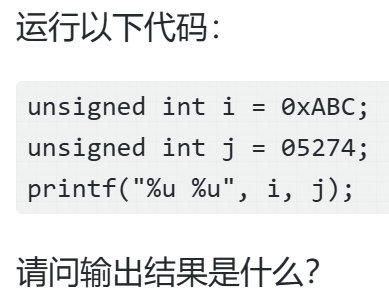 运行以下代码：
unsigned int i = 0xABC;
unsigned int j = 05274;
printf("%u %u", i, j);
请问输出结果是什么？